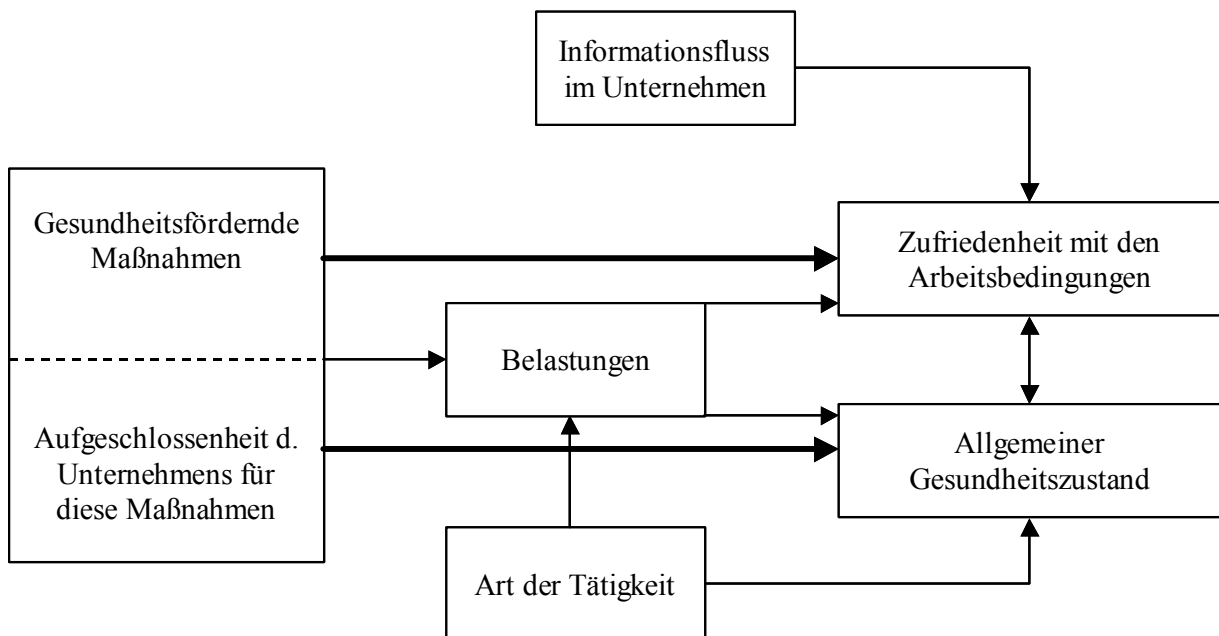 Informationsfluss
im Unternehmen
Gesundheitsfördernde
Maßnahmen
Zufriedenheit mit den
Arbeitsbedingungen
Belastungen
Aufgeschlossenheit d.
Unternehmens für
diese Maßnahmen
Allgemeiner
Gesundheitszustand
Art der Tätigkeit